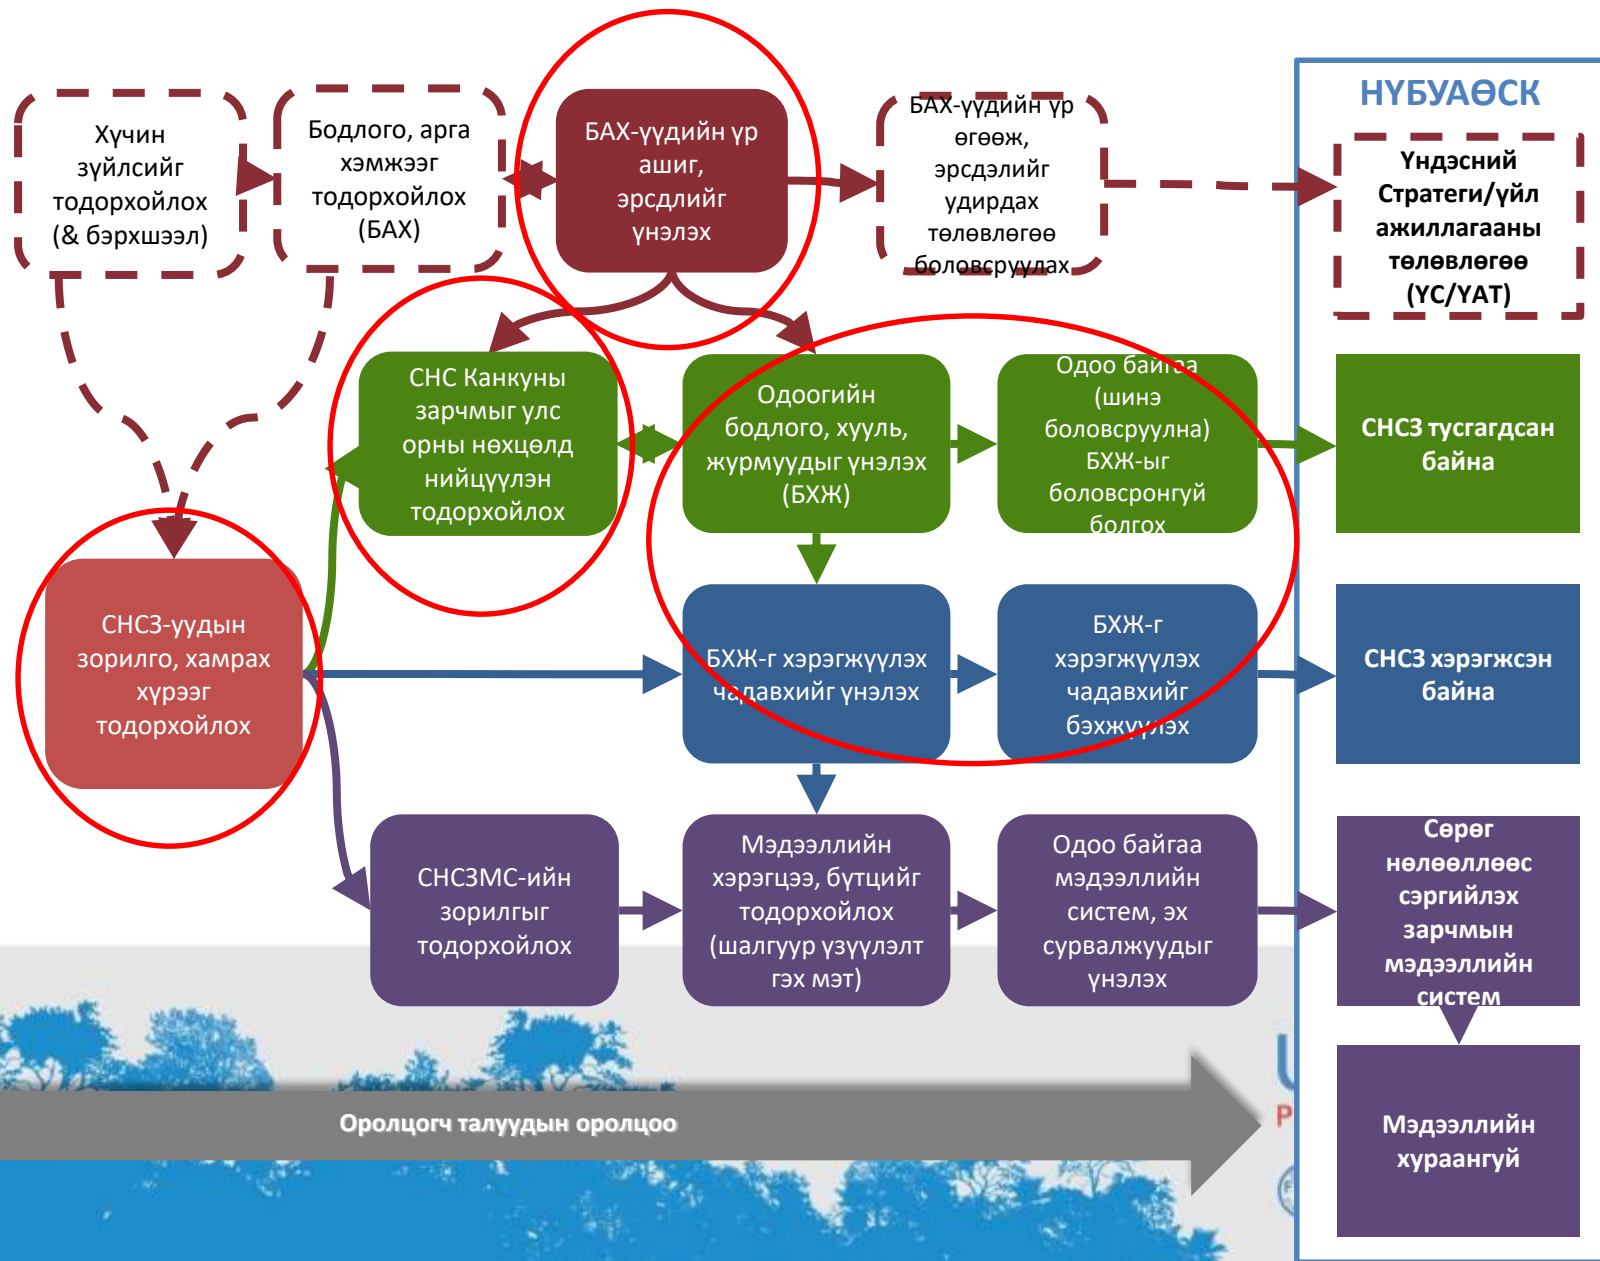 НҮБУАӨСК
Хүчин
зүйлсийг
тодорхойлох
(& бэрхшээл)
Бодлого, арга
хэмжээг
тодорхойлох
(БАХ)
БАХ-үүдийн үр
ашиг,
эрсдлийг
үнэлэх
БАХ-үүдийн үр
өгөөж,
эрсдэлийг
удирдах
төлөвлөгөө
боловсруулах
Үндэсний
Стратеги/үйл
ажиллагааны
төлөвлөгөө
(ҮС/ҮАТ)
СНС Канкуны
зарчмыг улс
орны нөхцөлд
нийцүүлэн
тодорхойлох
Одоогийн
бодлого, хууль,
журмуудыг үнэлэх
(БХЖ)
Одоо байгаа
(шинэ
боловсруулна)
БХЖ-ыг
боловсронгуй
болгох
СНСЗ тусгагдсан
байна
СНСЗ-уудын
зорилго, хамрах
хүрээг
тодорхойлох
БХЖ-г хэрэгжүүлэх
чадавхийг үнэлэх
БХЖ-г
хэрэгжүүлэх
чадавхийг
бэхжүүлэх
СНСЗ хэрэгжсэн
байна
СНСЗМС-ийн
зорилгыг
тодорхойлох
Мэдээллийн
хэрэгцээ, бүтцийг
тодорхойлох
(шалгуур үзүүлэлт
гэх мэт)
Одоо байгаа
мэдээллийн
систем, эх
сурвалжуудыг
үнэлэх
Сөрөг
нөлөөллөөс
сэргийлэх
зарчмын
мэдээллийн
систем
Оролцогч талуудын оролцоо
Мэдээллийн
хураангуй